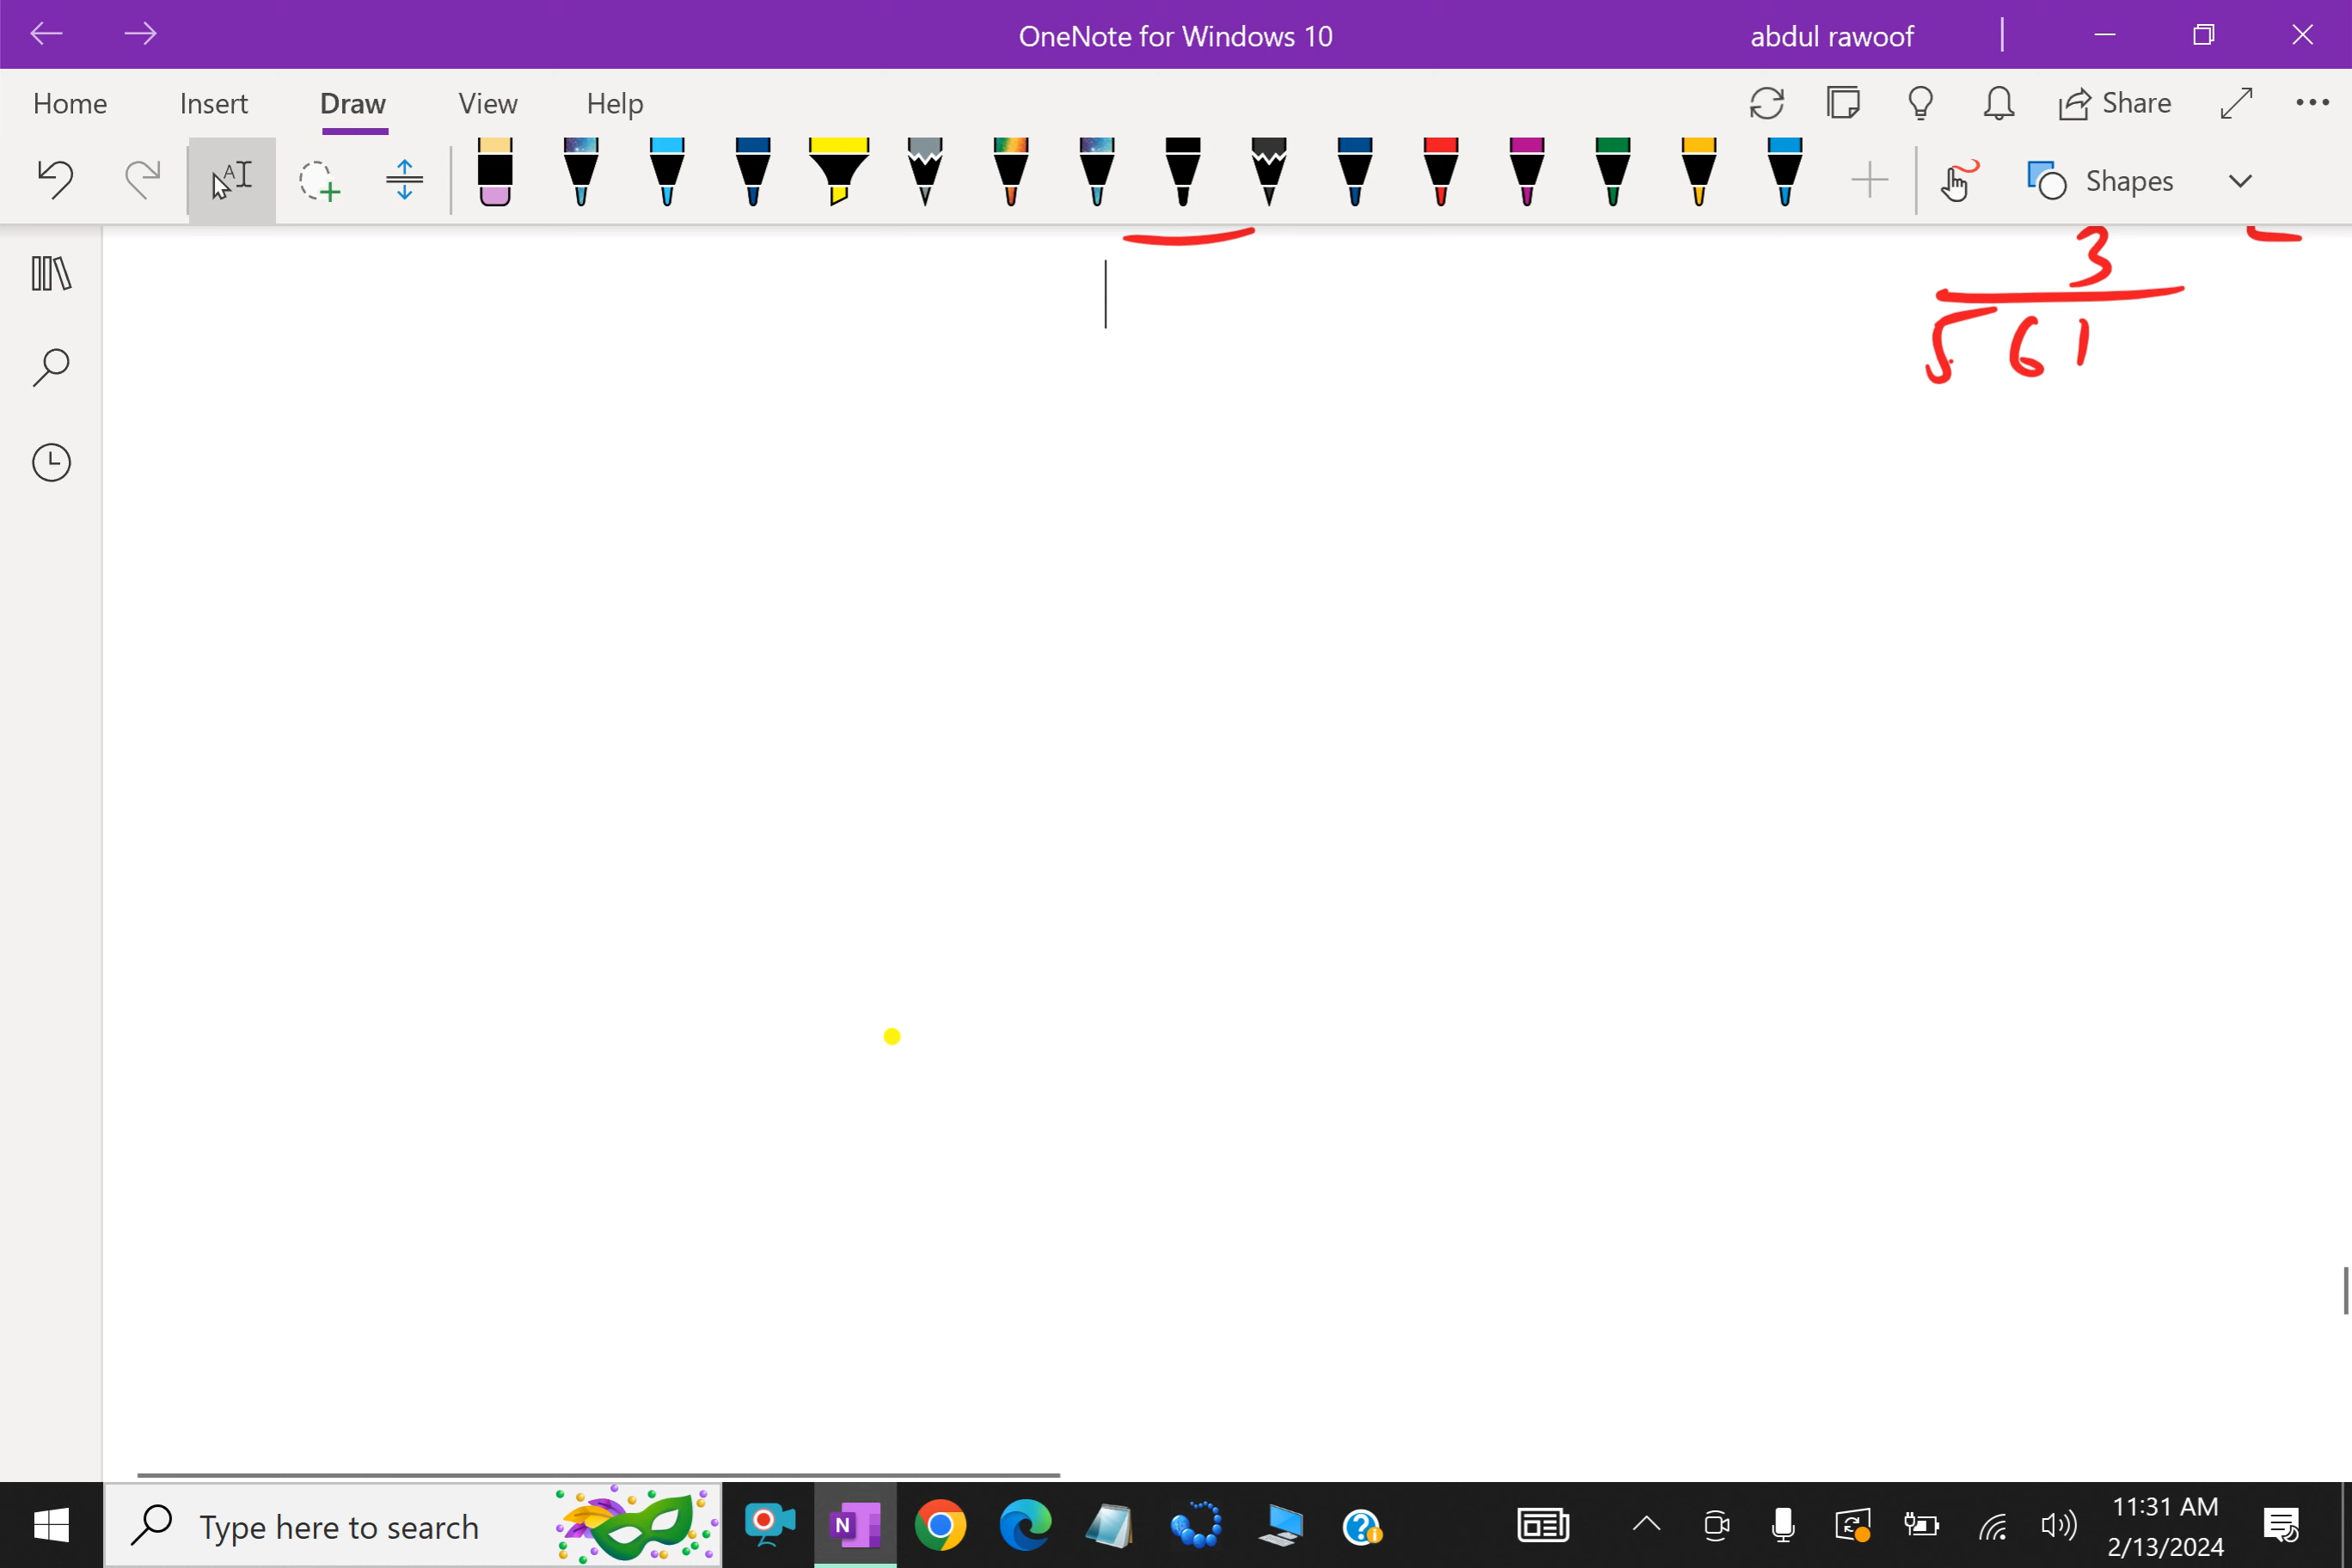 OneNote for Windows 10
abdul rawoof
Home Insert Draw View Help
Share
Shapes
3
561
Type here to search
11:31 AM
2/13/2024